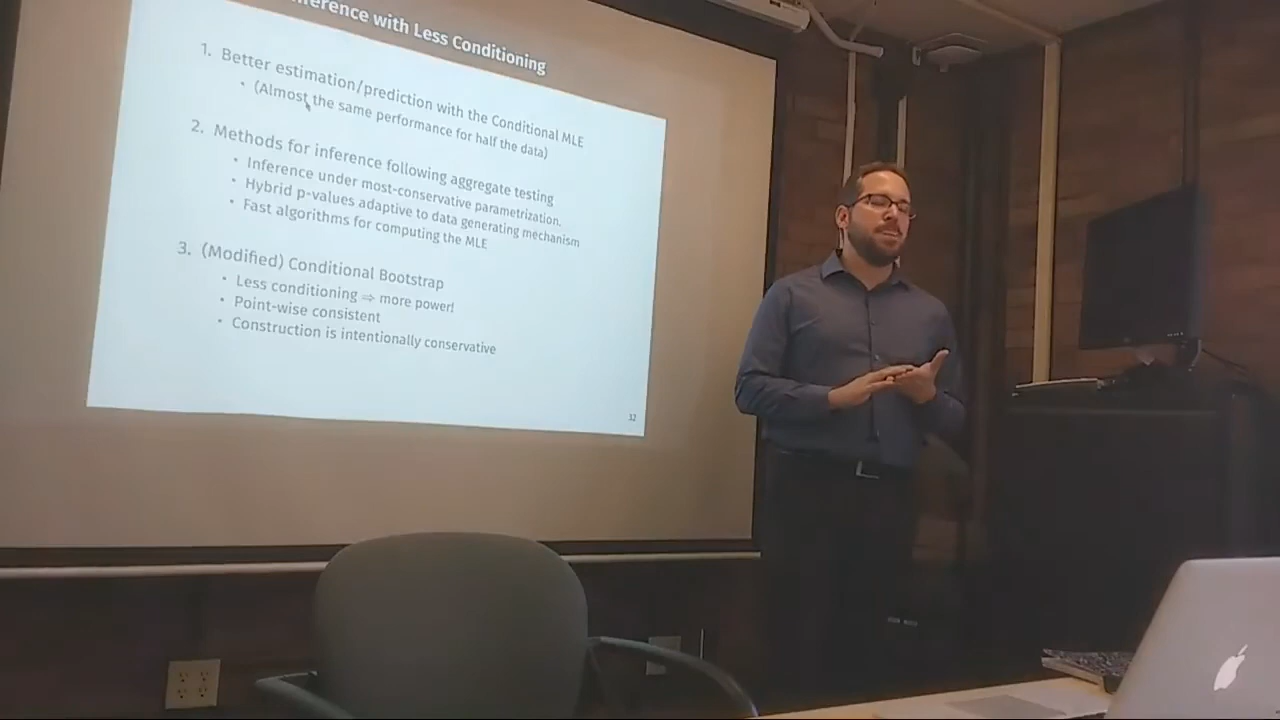 with Less Conditioning
1. Better estimation/prediction with the Conditional MLE
• (Almost the same performance for half the data)
2. Methods for inference following aggregate testing
• Inference under most-conservative parametrization.
• Hybrid p-values adaptive to data generating mechanism
• Fast algorithms for computing the MLE
3. (Modified) Conditional Bootstrap
• Less conditioning ⇒ more power!
• Point-wise consistent
• Construction is intentionally conservative
32